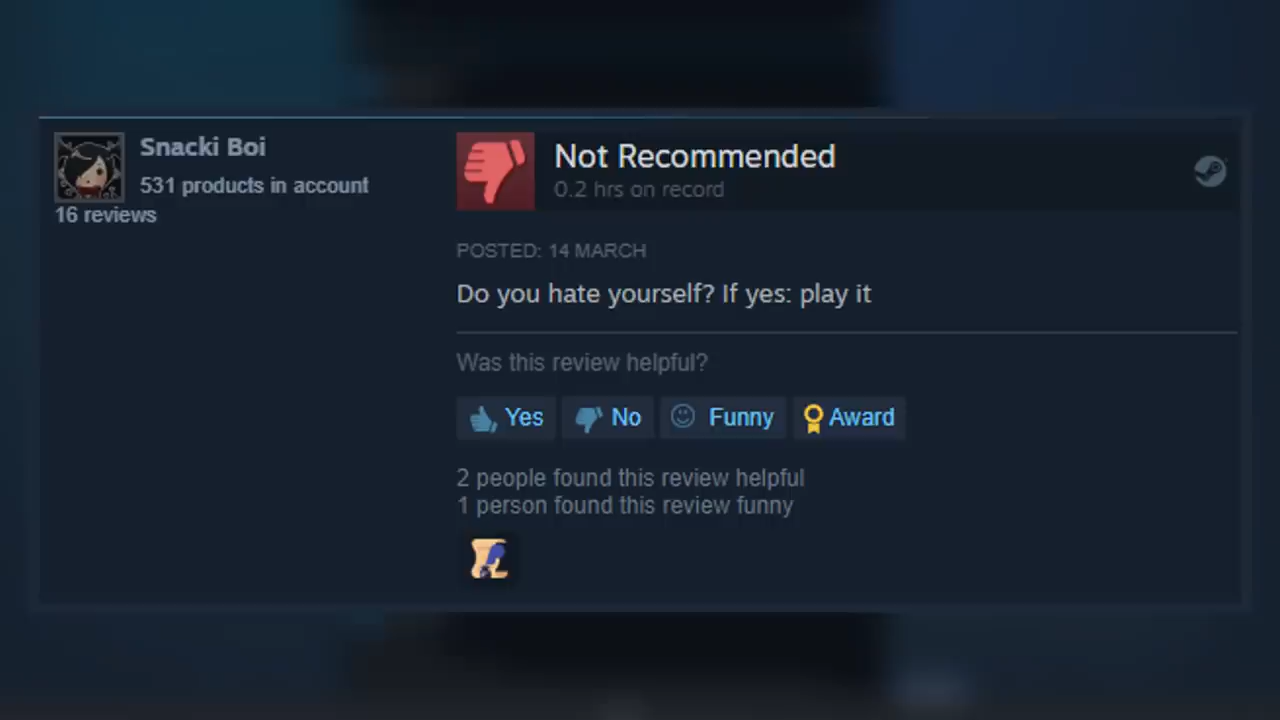 Snacki Boi
531 products in account
16 reviews
Not Recommended
0.2 hrs on record
POSTED: 14 MARCH
Do you hate yourself? If yes: play it
Was this review helpful?
Yes
No
Funny
Award
2 people found this review helpful
1 person found this review funny